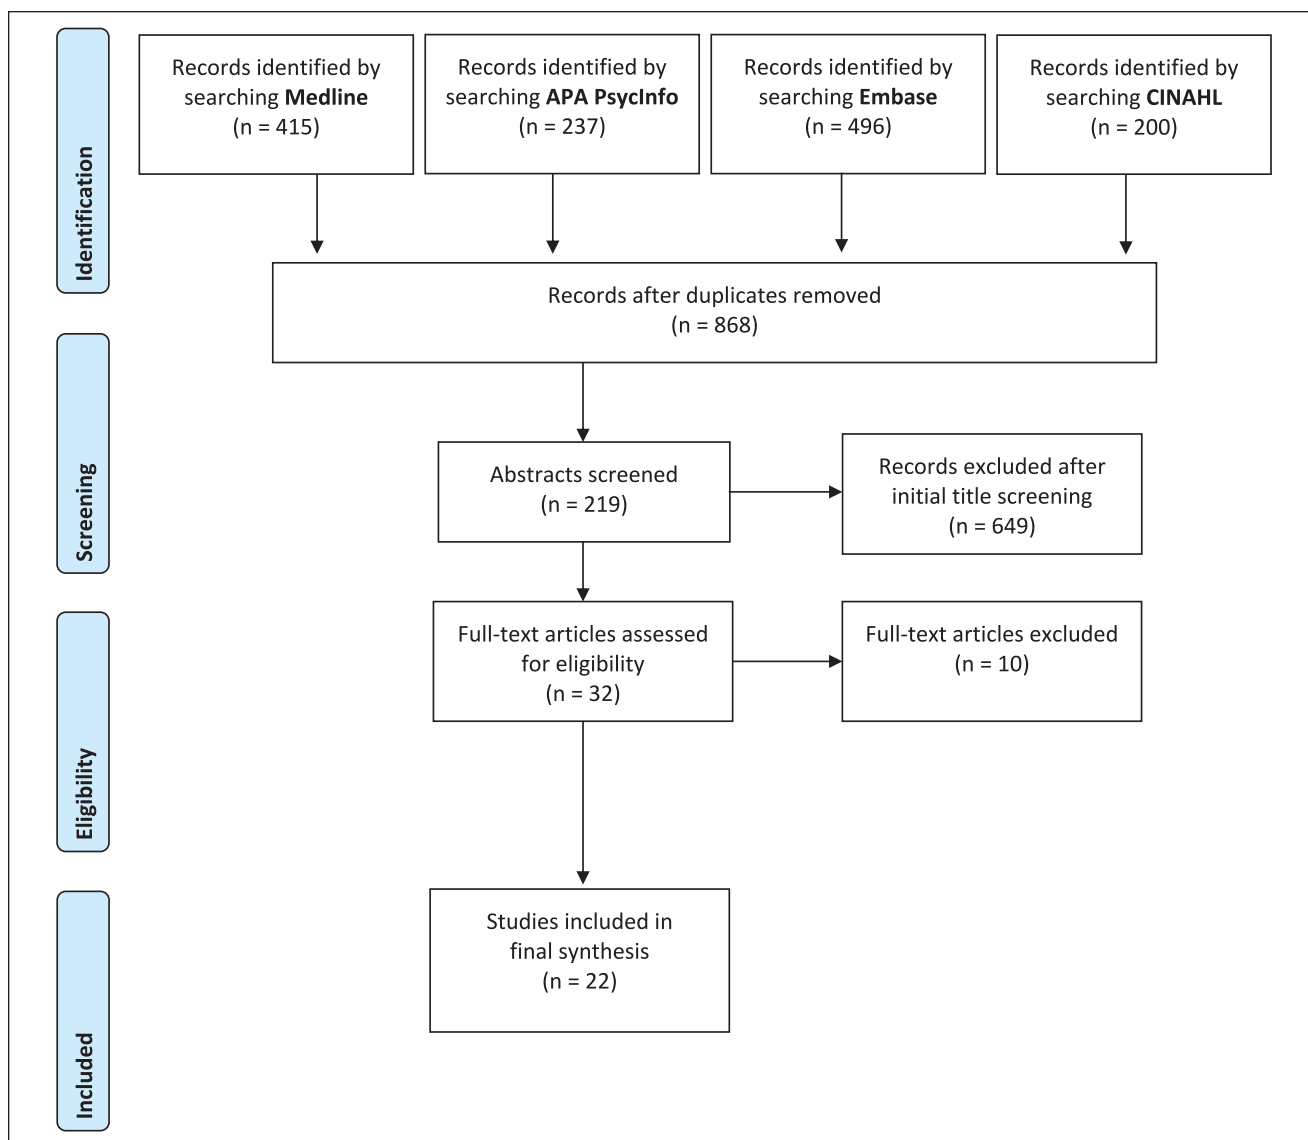 Identification
Records identified by
searching Medline
(n = 415)
Records identified by
searching APA PsycInfo
(n = 237)
Records identified by
searching Embase
(n = 496)
Records identified by
searching CINAHL
(n = 200)
Records after duplicates removed
(n = 868)
Screening
Abstracts screened
(n = 219)
Records excluded after
initial title screening
(n = 649)
Eligibility
Full-text articles assessed
for eligibility
(n = 32)
Full-text articles excluded
(n = 10)
Included
Studies included in
final synthesis
(n = 22)